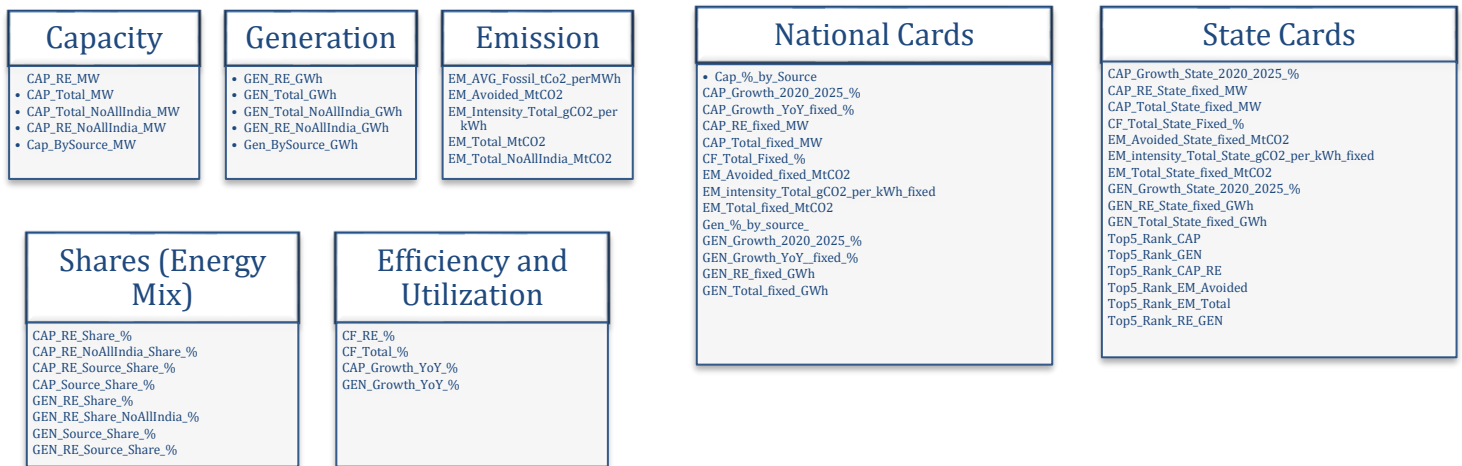 Capacity
CAP_RE_MW
• CAP_Total_MW
• CAP_Total_NoAllIndia_MW
• CAP_RE_NoAllIndia_MW
• Cap_BySource_MW
Generation
• GEN_RE_GWh
• GEN_Total_GWh
• GEN_Total_NoAllIndia_GWh
• GEN_RE_NoAllIndia_GWh
• Gen_BySource_GWh
Emission
EM_AVG_Fossil_tCo2_perMWh
EM_Avoided_MtCO2
EM_Intensity_Total_gCO2_per
kWh
EM_Total_MtCO2
EM_Total_NoAllIndia_MtCO2
National Cards
• Cap_%_by_Source
CAP_Growth_2020_2025_%
CAP_Growth_YoY_fixed_%
CAP_RE_fixed_MW
CAP_Total_fixed_MW
CF_Total_Fixed_%
EM_Avoided_fixed_MtCO2
EM_intensity_Total_gCO2_per_kWh_fixed
EM_Total_fixed_MtCO2
Gen_%_by_source_
GEN_Growth_2020_2025_%
GEN_Growth_YoY__fixed_%
GEN_RE_fixed_GWh
GEN_Total_fixed_GWh
State Cards
CAP_Growth_State_2020_2025_%
CAP_RE_State_fixed_MW
CAP_Total_State_fixed_MW
CF_Total_State_Fixed_%
EM_Avoided_State_fixed_MtCO2
EM_intensity_Total_State_gCO2_per_kWh_fixed
EM_Total_State_fixed_MtCO2
GEN_Growth_State_2020_2025_%
GEN_RE_State_fixed_GWh
GEN_Total_State_fixed_GWh
Top5_Rank_CAP
Top5_Rank_GEN
Top5_Rank_CAP_RE
Top5_Rank_EM_Avoided
Top5_Rank_EM_Total
Top5_Rank_RE_GEN
Shares (Energy
Mix)
CAP_RE_Share_%
CAP_RE_NoAllIndia_Share_%
CAP_RE_Source_Share_%
CAP_Source_Share_%
GEN_RE_Share_%
GEN_RE_Share_NoAllIndia_%
GEN_Source_Share_%
GEN_RE_Source_Share_%
Efficiency and
Utilization
CF_RE_%
CF_Total_%
CAP_Growth_YoY_%
GEN_Growth_YoY_%